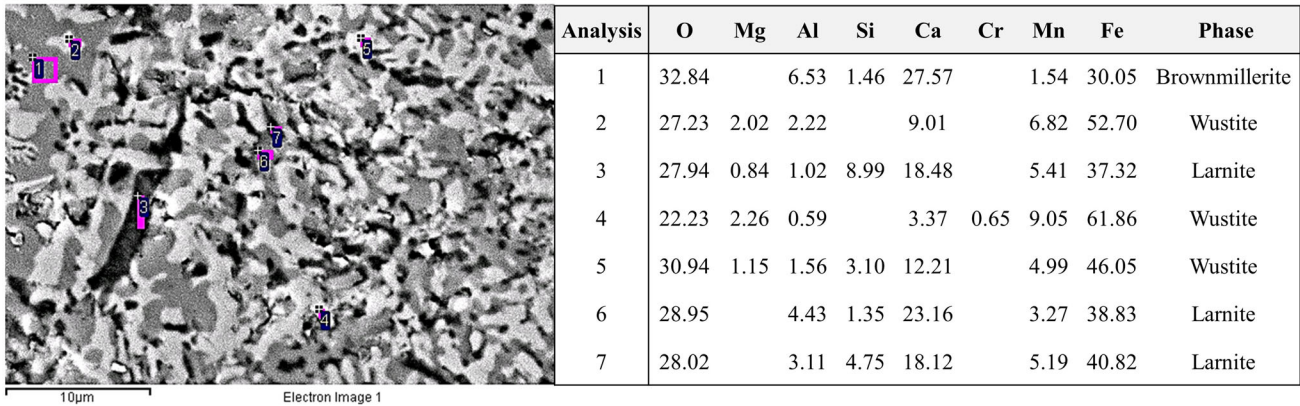 1
2
3
4
5
6
7
10μm
Electron Image 1
Analysis O Mg Al Si Ca Cr Mn Fe Phase
1 32.84 6.53 1.46 27.57 1.54 30.05 Brownmillerite
2 27.23 2.02 2.22 9.01 6.82 52.70 Wustite
3 27.94 0.84 1.02 8.99 18.48 5.41 37.32 Larnite
4 22.23 2.26 0.59 3.37 0.65 9.05 61.86 Wustite
5 30.94 1.15 1.56 3.10 12.21 4.99 46.05 Wustite
6 28.95 4.43 1.35 23.16 3.27 38.83 Larnite
7 28.02 3.11 4.75 18.12 5.19 40.82 Larnite